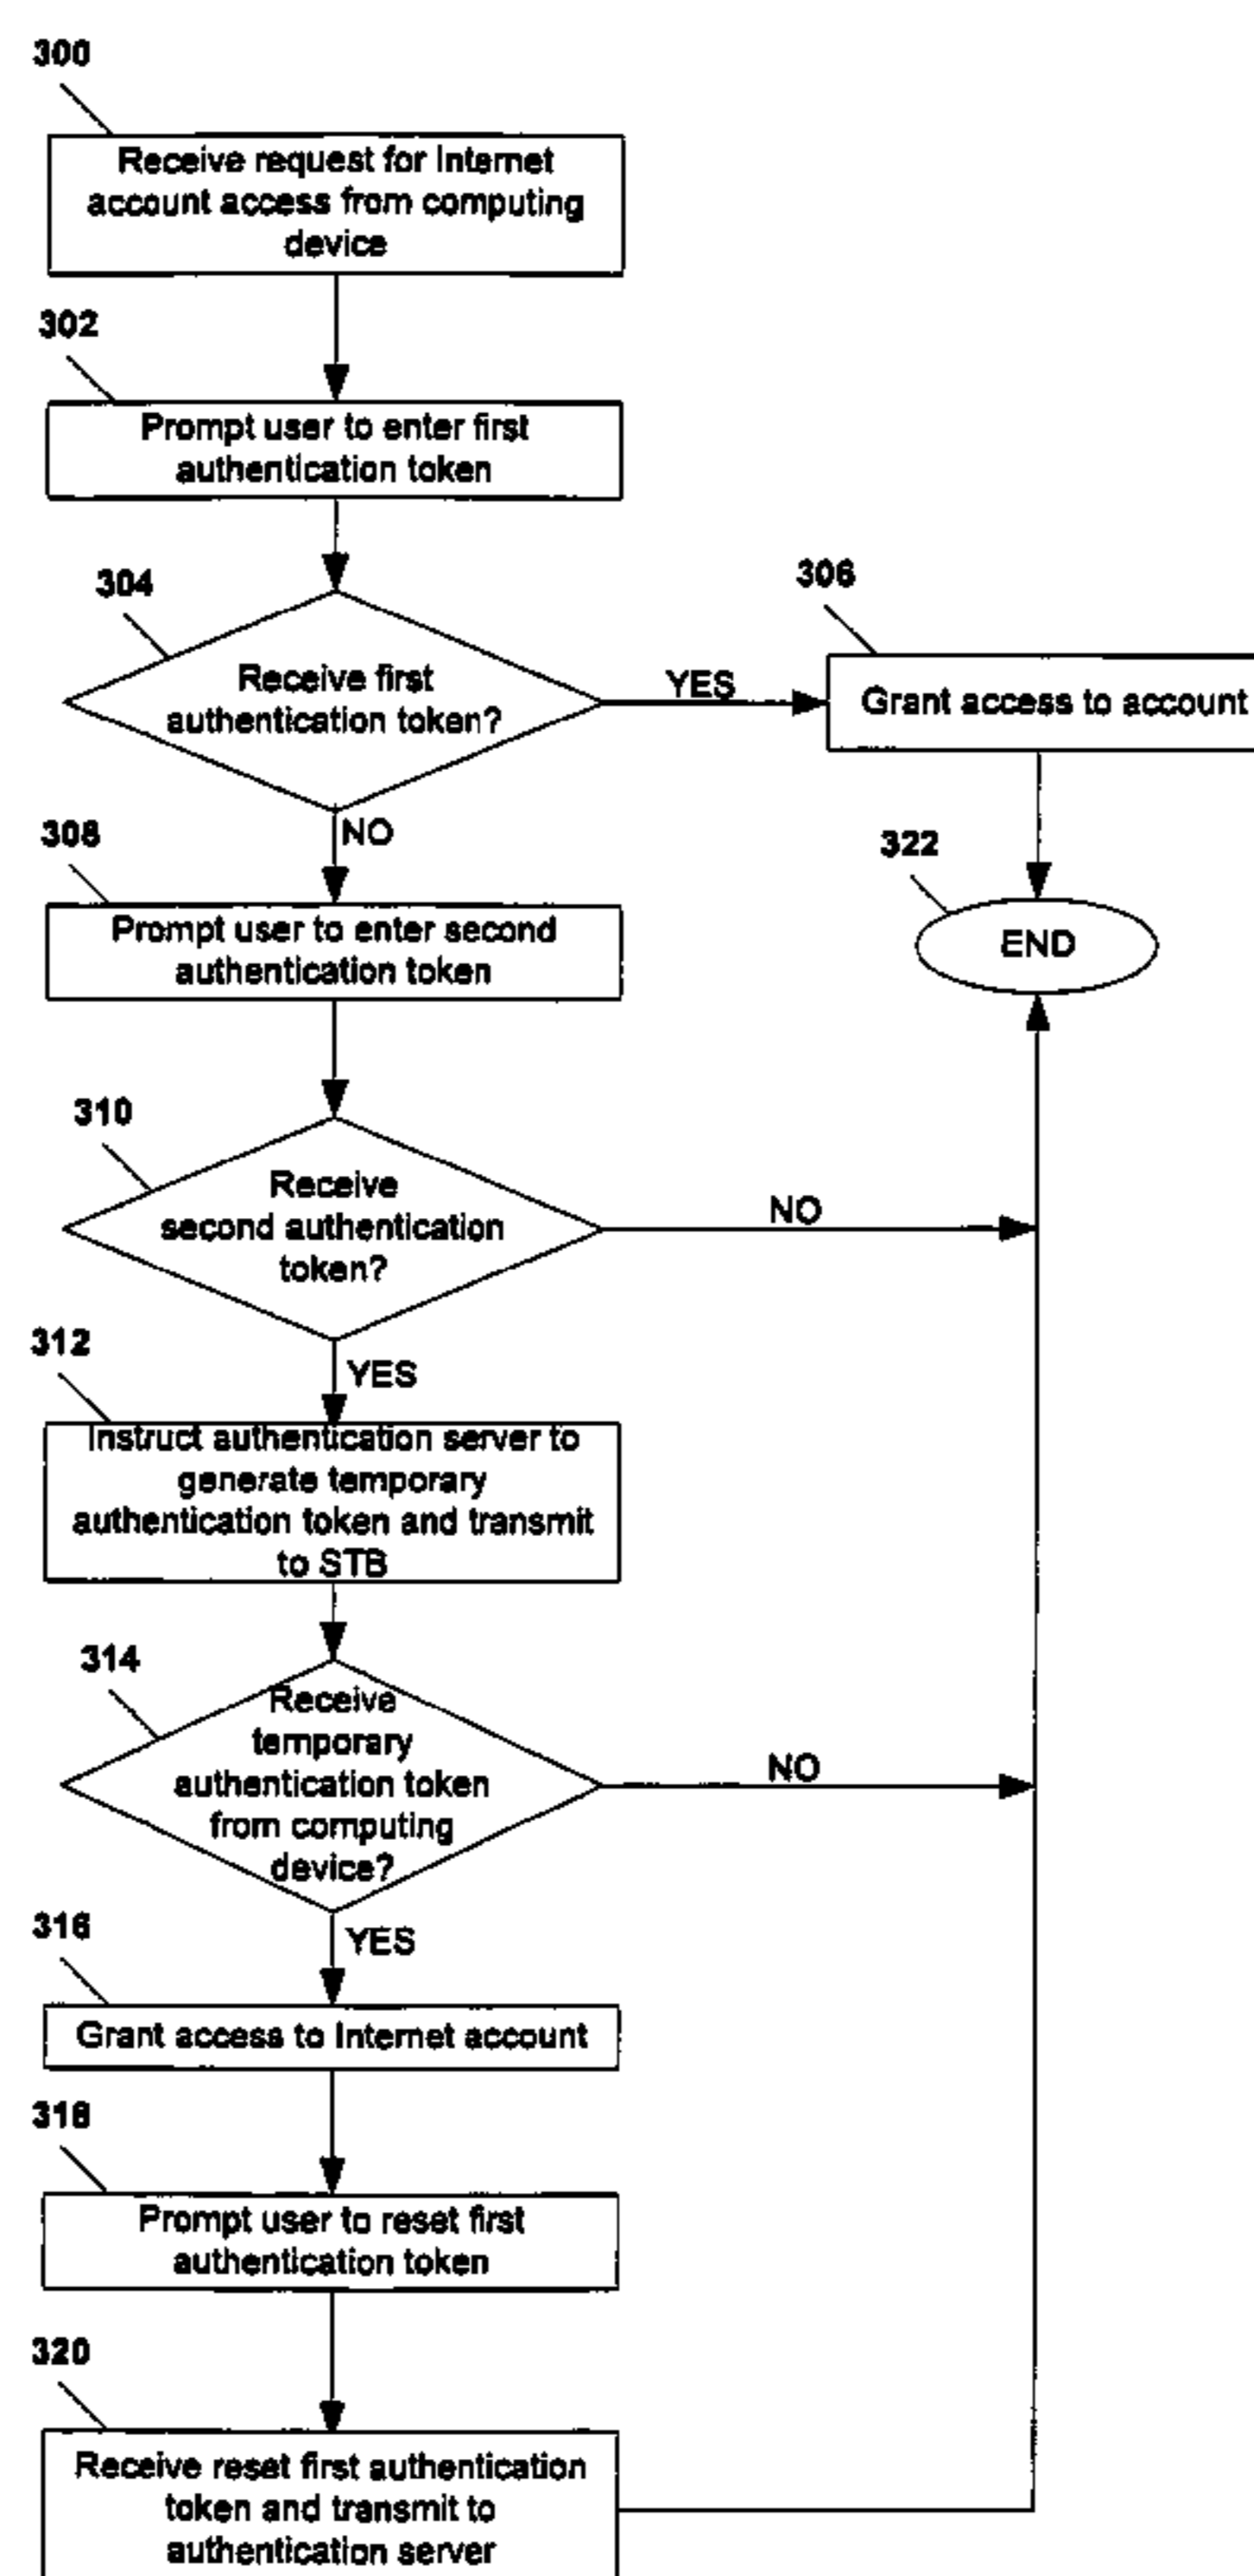 300
Receive request for Internet
account access from computing
device
302
Prompt user to enter first
authentication token
304
Receive first
authentication token?
YES
306
Grant access to account
NO
308
Prompt user to enter second
authentication token
322
END
310
Receive
second authentication
token?
NO
YES
312
Instruct authentication server to
generate temporary
authentication token and transmit
to STB
314
Receive
temporary
authentication token
from computing
device?
NO
YES
316
Grant access to Internet account
318
Prompt user to reset first
authentication token
320
Receive reset first authentication
token and transmit to
authentication server